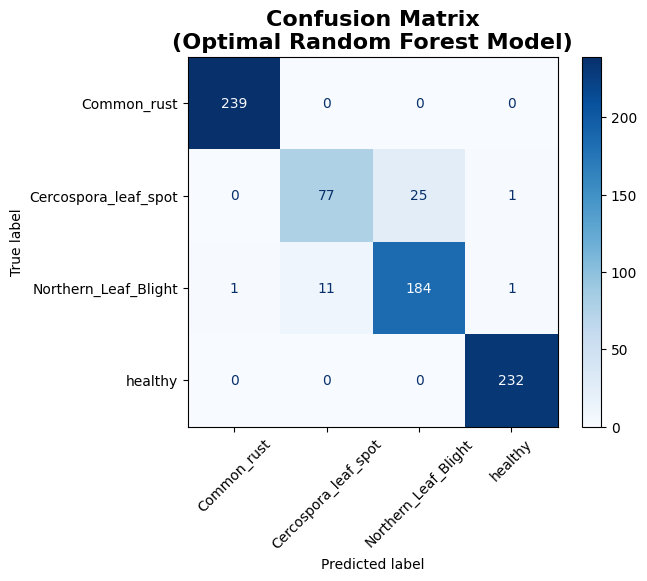 Confusion Matrix
(Optimal Random Forest Model)
Common_rust
239 0 0 0
Cercospora_leaf_spot
0 77 25 1
Northern_Leaf_Blight
1 11 184 1
healthy
0 0 0 232
True label
Common_rust
Cercospora_leaf_spot
Northern_Leaf_Blight
healthy
Predicted label
200
150
100
50
0